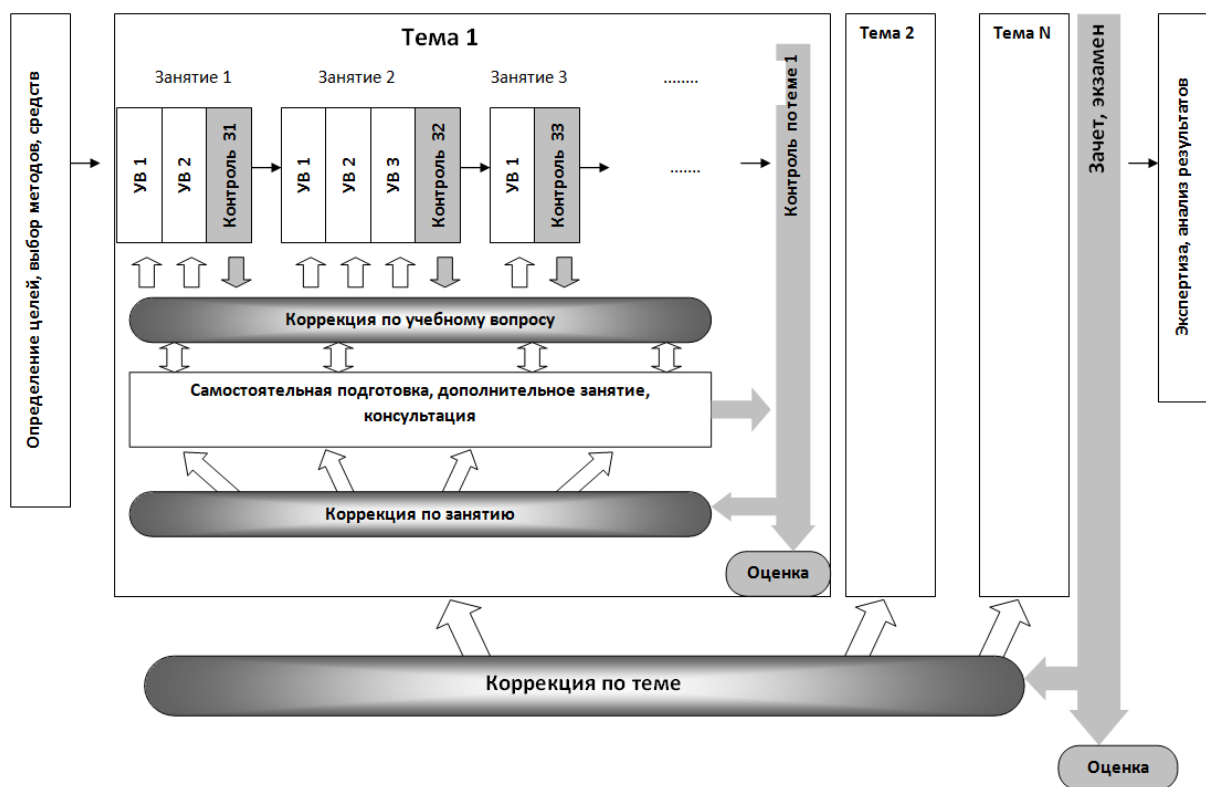 Определение целей, выбор методов, средств
Тема 1
Занятие 1
Занятие 2
Занятие 3
........
УВ 1
УВ 2
Контроль З1
УВ 1
УВ 2
УВ 3
Контроль З2
УВ 1
Контроль З3
.......
Контроль по теме 1
Коррекция по учебному вопросу
Самостоятельная подготовка, дополнительное занятие,
консультация
Коррекция по занятию
Оценка
Тема 2
Тема N
Зачет, экзамен
Экспертиза, анализ результатов
Коррекция по теме
Оценка